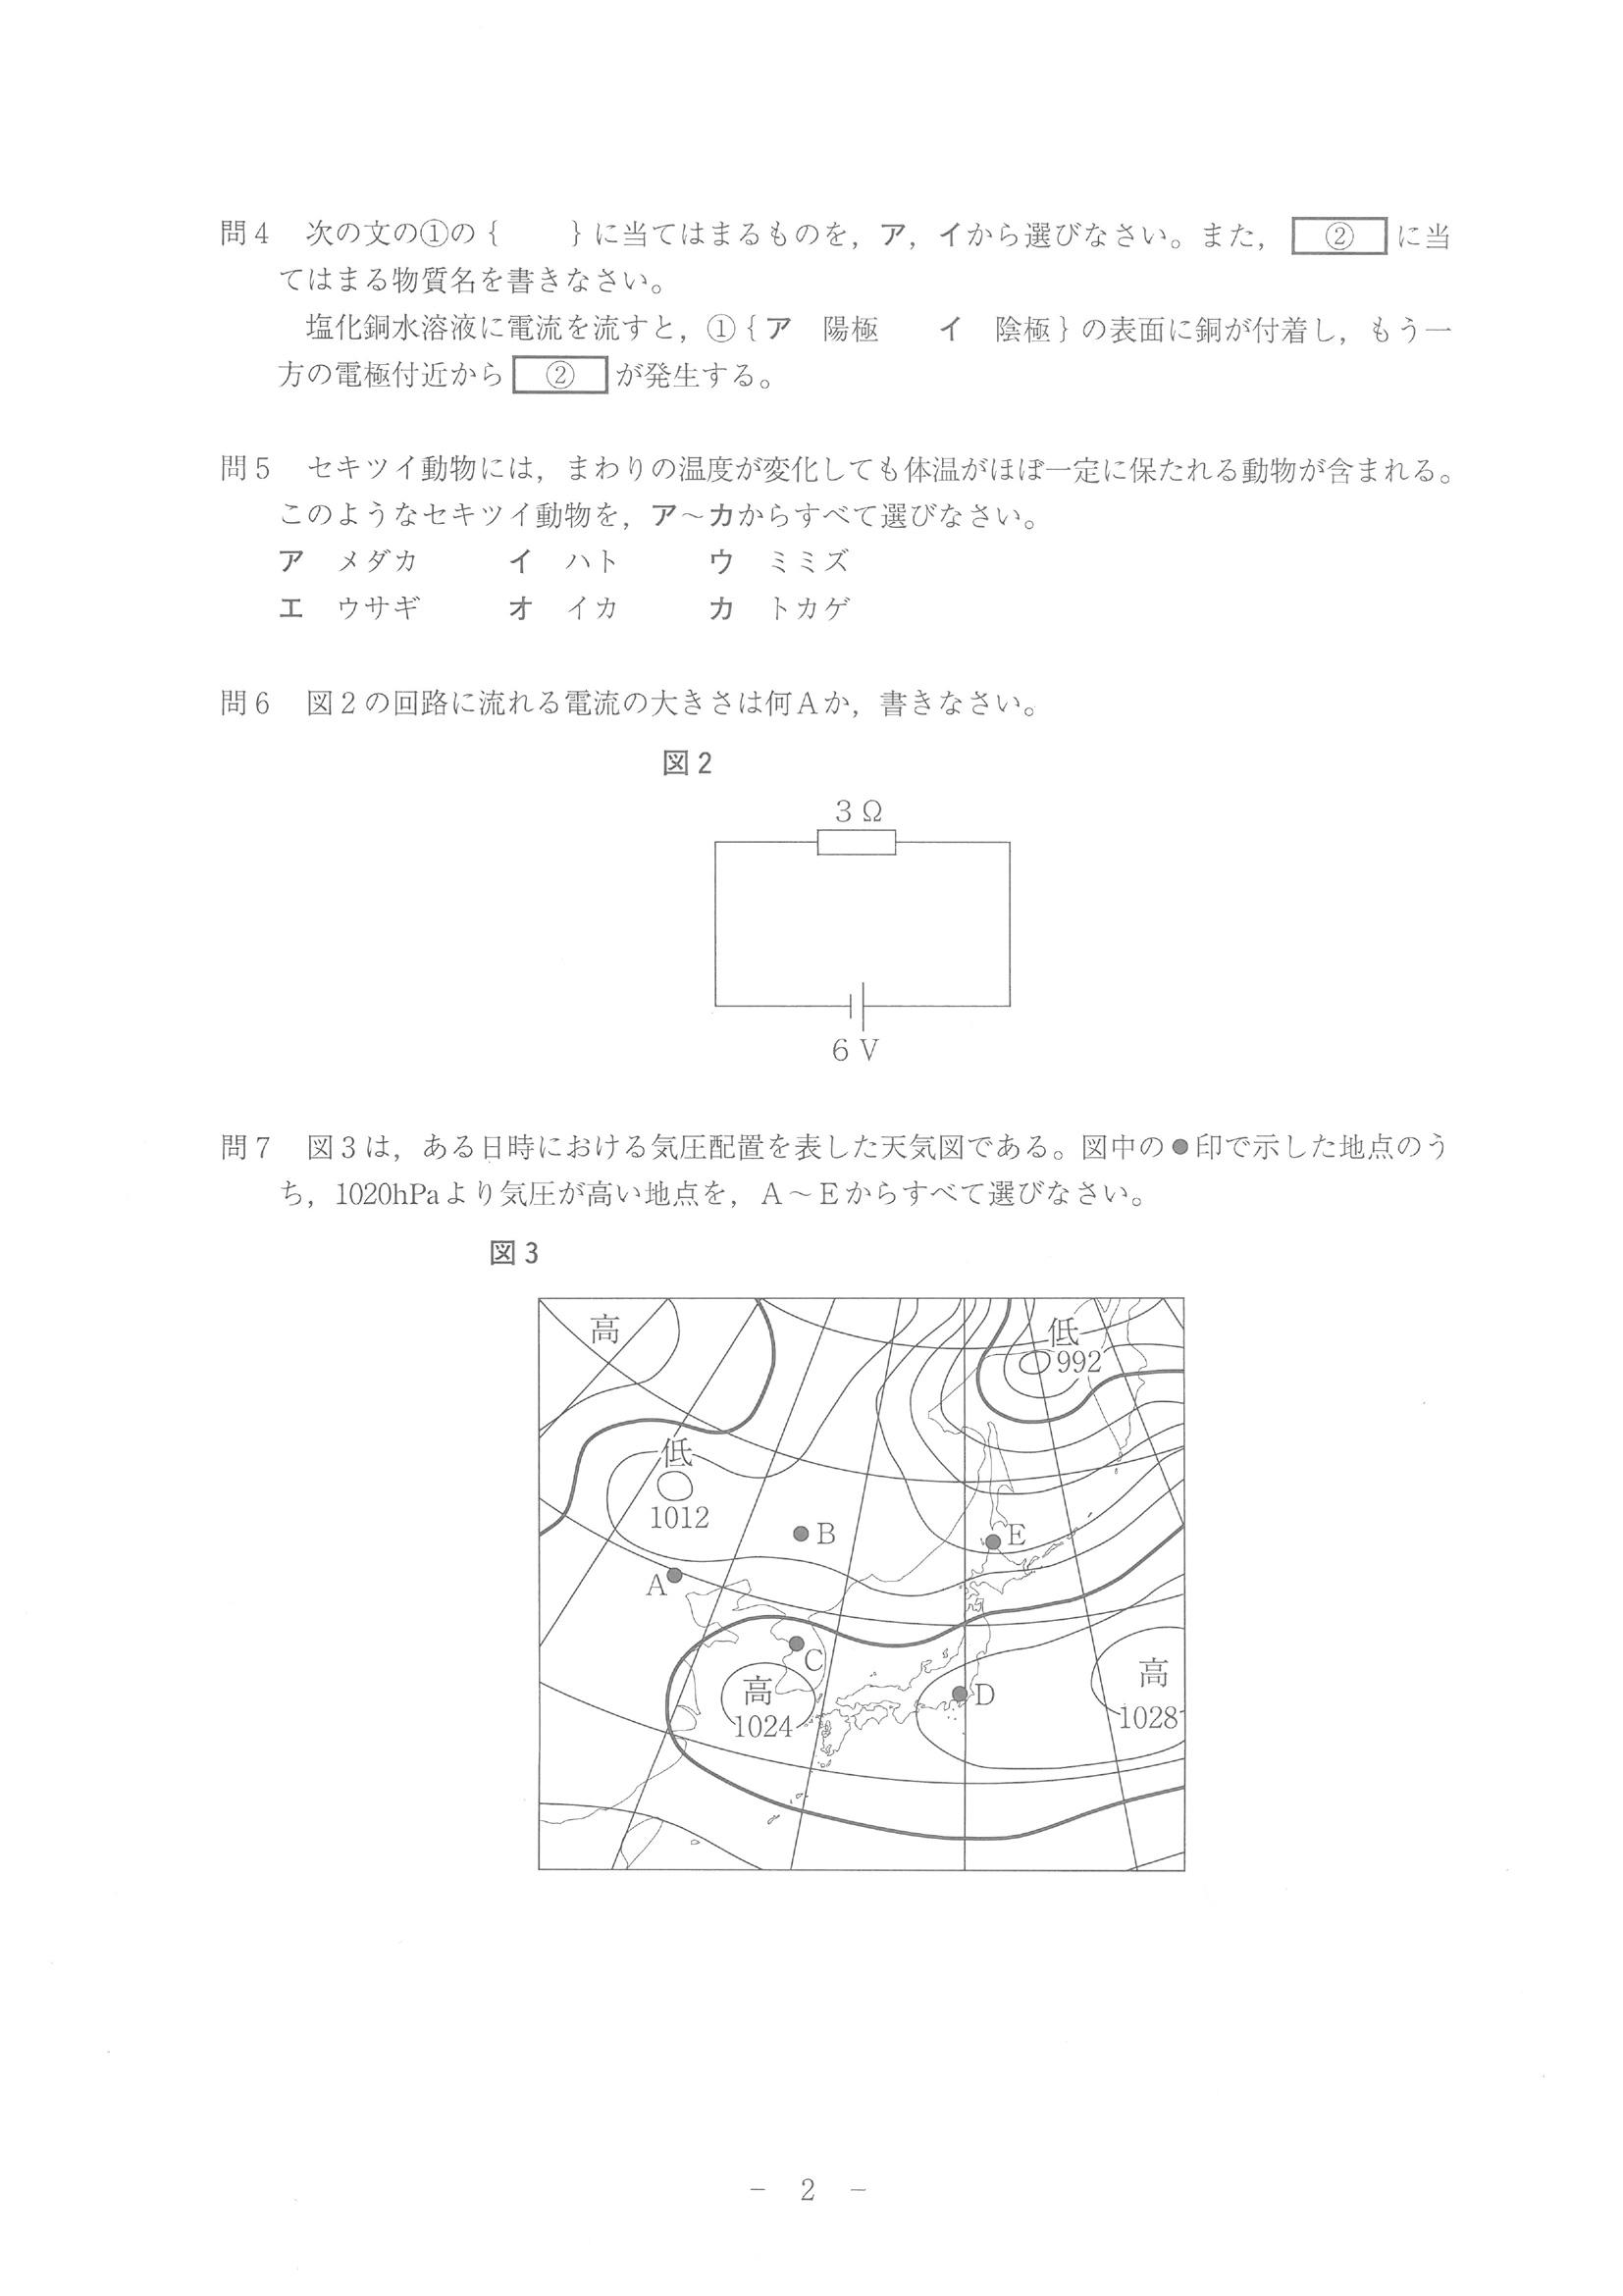 問4　次の文の①の{　　}に当てはまるものを，ア，イから選びなさい。また，②に当
てはまる物質名を書きなさい。
塩化銅水溶液に電流を流すと，①{ア　陽極　　イ　陰極}の表面に銅が付着し，もう一
方の電極付近から②が発生する。
問5　セキツイ動物には，まわりの温度が変化しても体温がほぼ一定に保たれる動物が含まれる。
このようなセキツイ動物を，ア～カからすべて選びなさい。
ア　メダカ　　イ　ハト　　ウ　ミミズ
エ　ウサギ　　オ　イカ　　カ　トカゲ
問6　図2の回路に流れる電流の大きさは何Aか，書きなさい。
図2
3Ω
6V
問7　図3は，ある日時における気圧配置を表した天気図である。図中の●印で示した地点のう
ち，1020hPaより気圧が高い地点を，A～Eからすべて選びなさい。
図3
高
低
992
低
1012
B
E
A
C
高
1024
D
高
1028
－ 2 －